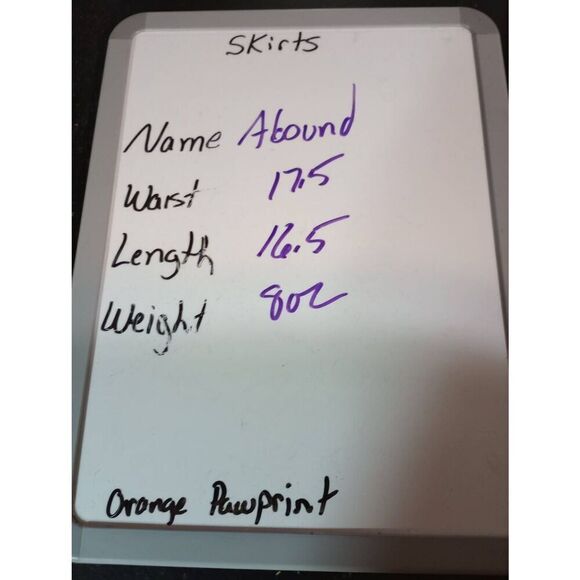 Skirts
Name Abound
Waist 17.5
Length 16.5
Weight 8oz
Orange Pawprint